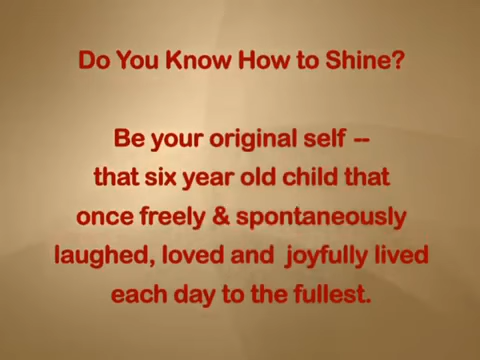 Do You Know How to Shine?
Be your original self --
that six year old child that
once freely & spontaneously
laughed, loved and joyfully lived
each day to the fullest.